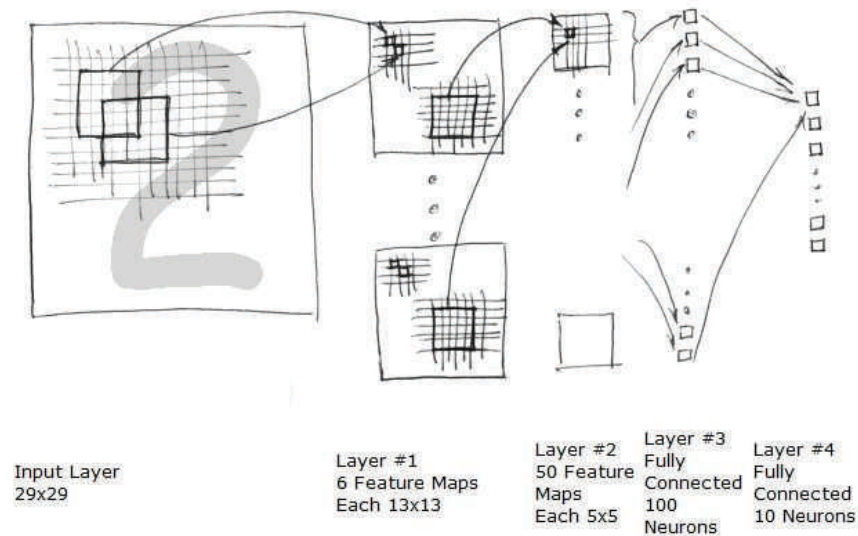 2
Input Layer
29x29
Layer #1
6 Feature Maps
Each 13x13
Layer #2
50 Feature
Maps
Each 5x5
Layer #3
Fully
Connected
100
Neurons
Layer #4
Fully
Connected
10 Neurons